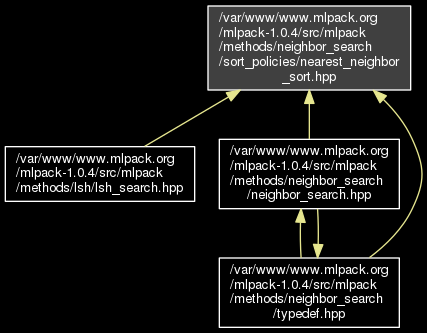 /var/www/www.mlpack.org
/mlpack-1.0.4/src/mlpack
/methods/neighbor_search
/sort_policies/nearest_neighbor
_sort.hpp
/var/www/www.mlpack.org
/mlpack-1.0.4/src/mlpack
/methods/lsh/lsh_search.hpp
/var/www/www.mlpack.org
/mlpack-1.0.4/src/mlpack
/methods/neighbor_search
/neighbor_search.hpp
/var/www/www.mlpack.org
/mlpack-1.0.4/src/mlpack
/methods/neighbor_search
/typedef.hpp